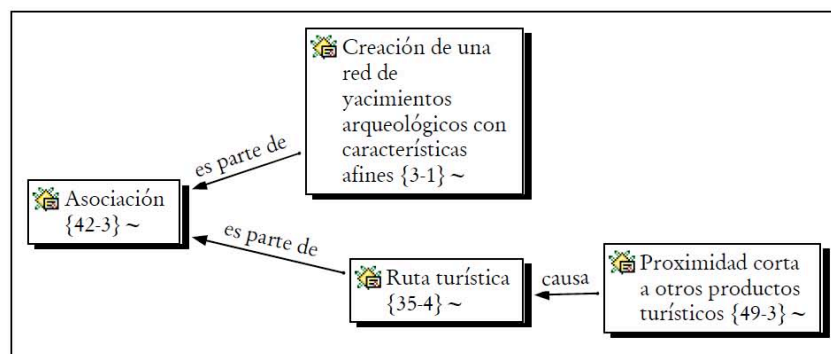 Creación de una
red de
yacimientos
arqueológicos con
características
afines {3-1} ~
es parte de
Asociación
{42-3} ~
es parte de
Ruta turística
{35-4} ~
causa
Proximidad corta
a otros productos
turísticos {49-3} ~